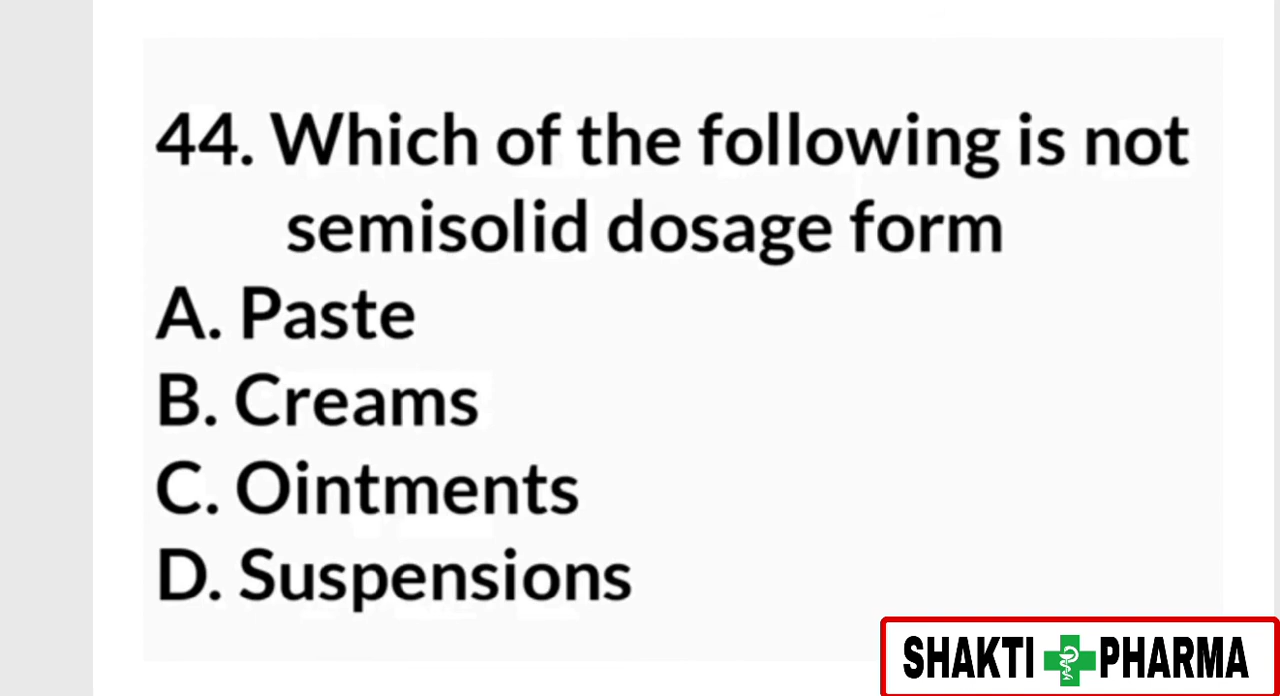 44. Which of the following is not
semisolid dosage form
A. Paste
B. Creams
C. Ointments
D. Suspensions
SHAKTI PHARMA